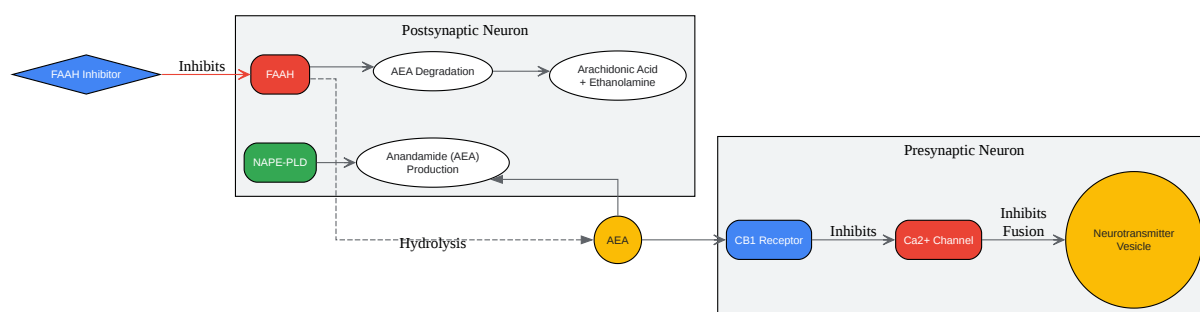 Postsynaptic Neuron
FAAH Inhibitor
Inhibits
FAAH
AEA Degradation
Arachidonic Acid
+ Ethanolamine
NAPE-PLD
Anandamide (AEA)
Production
Hydrolysis
AEA
Presynaptic Neuron
CB1 Receptor
Inhibits
Ca2+ Channel
Inhibits
Fusion
Neurotransmitter
Vesicle